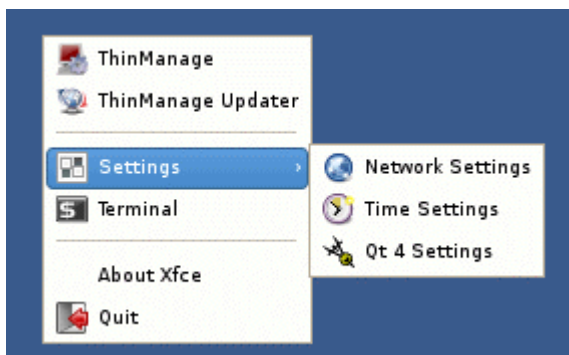 ThinManage
ThinManage Updater
Settings
Network Settings
Time Settings
Qt 4 Settings
Terminal
About Xfce
Quit